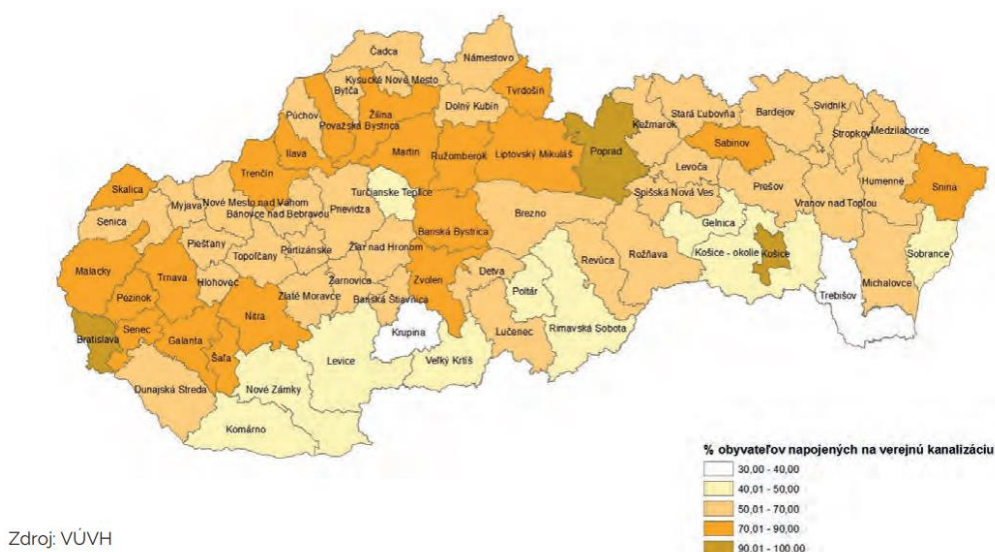 Čadca
Námestovo
Kysucké Nové Mesto
Bytča
Tvrdošín
Púchov
Žilina
Dolný Kubín
Považská Bystrica
Ilava
Martin
Ružomberok
Liptovský Mikuláš
Poprad
Kežmarok
Stará Ľubovňa
Bardejov
Svidník
Stropkov
Medzilaborce
Sabinov
Levoča
Prešov
Humenné
Snina
Spišská Nová Ves
Vranov nad Topľou
Skalica
Trenčín
Turčianske Teplice
Myjava
Nové Mesto nad Váhom
Bánovce nad Bebravou
Prievidza
Senica
Banská Bystrica
Brezno
Gelnica
Košice - okolie
Košice
Sobrance
Piešťany
Topoľčany
Partizánske
Žiar nad Hronom
Revúca
Rožňava
Michalovce
Malacky
Trnava
Hlohovec
Zlaté Moravce
Žarnovica
Banská Štiavnica
Zvolen
Detva
Poltár
Trebišov
Pezinok
Nitra
Krupina
Lučenec
Rimavská Sobota
Bratislava
Senec
Galanta
Šaľa
Levice
Veľký Krtíš
Dunajská Streda
Nové Zámky
Komárno
% obyvateľov napojených na verejnú kanalizáciu
30,00 - 40,00
40,01 - 50,00
50,01 - 70,00
70,01 - 90,00
90,01 - 100,00
Zdroj: VÚVH